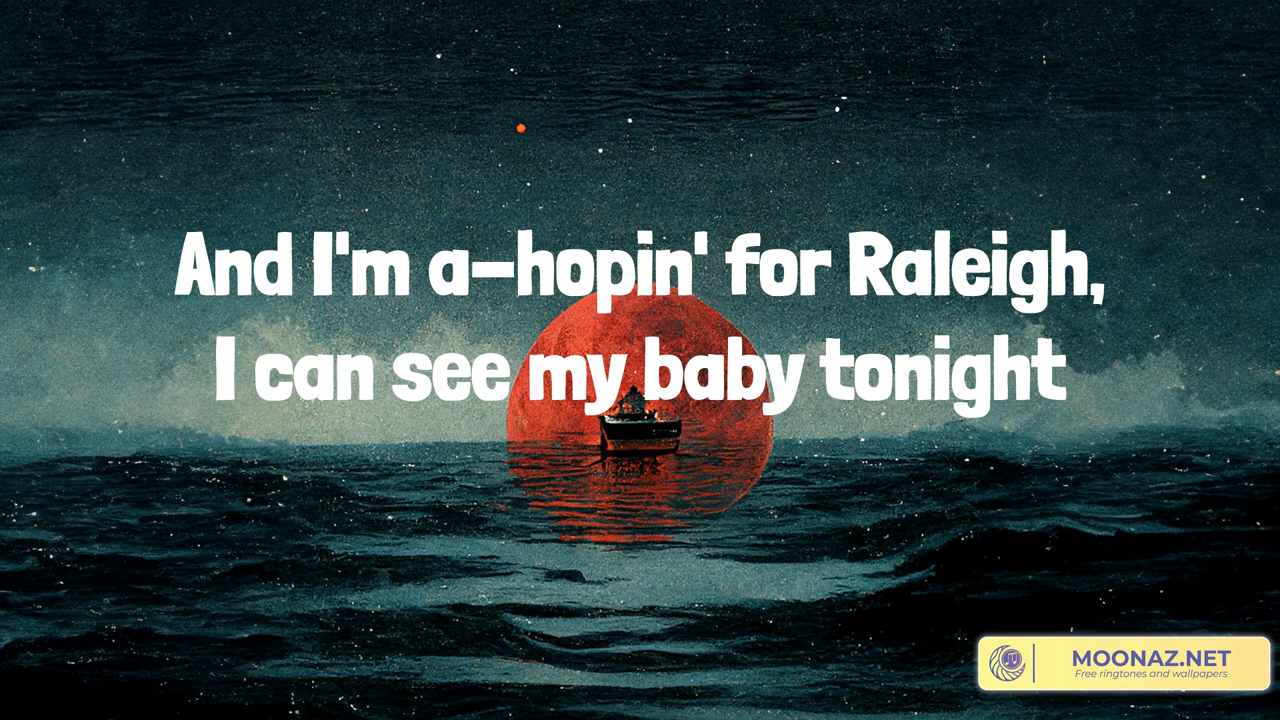 And I'm a-hopin' for Raleigh,
I can see my baby tonight
MOONAZ.NET
Free ringtones and wallpapers